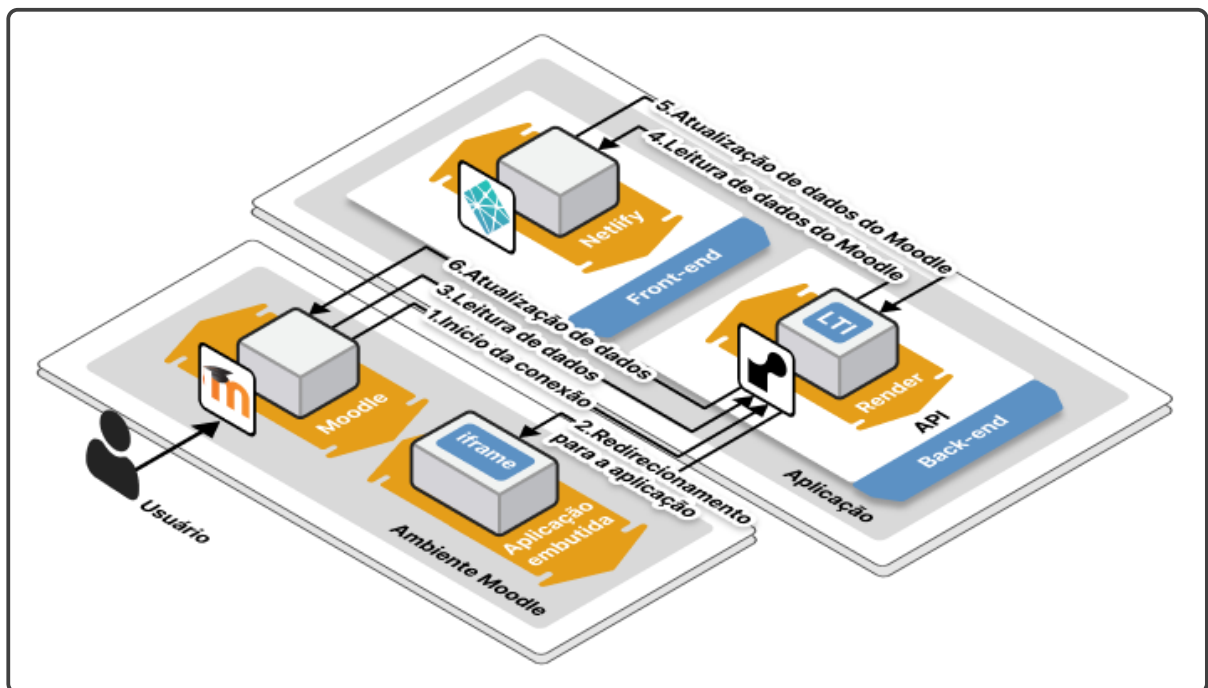 5.Atualização de dados do Moodle
4.Leitura de dados do Moodle
Netlify
Front-end
6.Atualização de dados
3.Leitura de dados
1.Início da conexão
LTI
Render
API
Back-end
Aplicação
Moodle
2.Redirecionamento
para a aplicação
iframe
Aplicação
embutida
Ambiente Moodle
Usuário